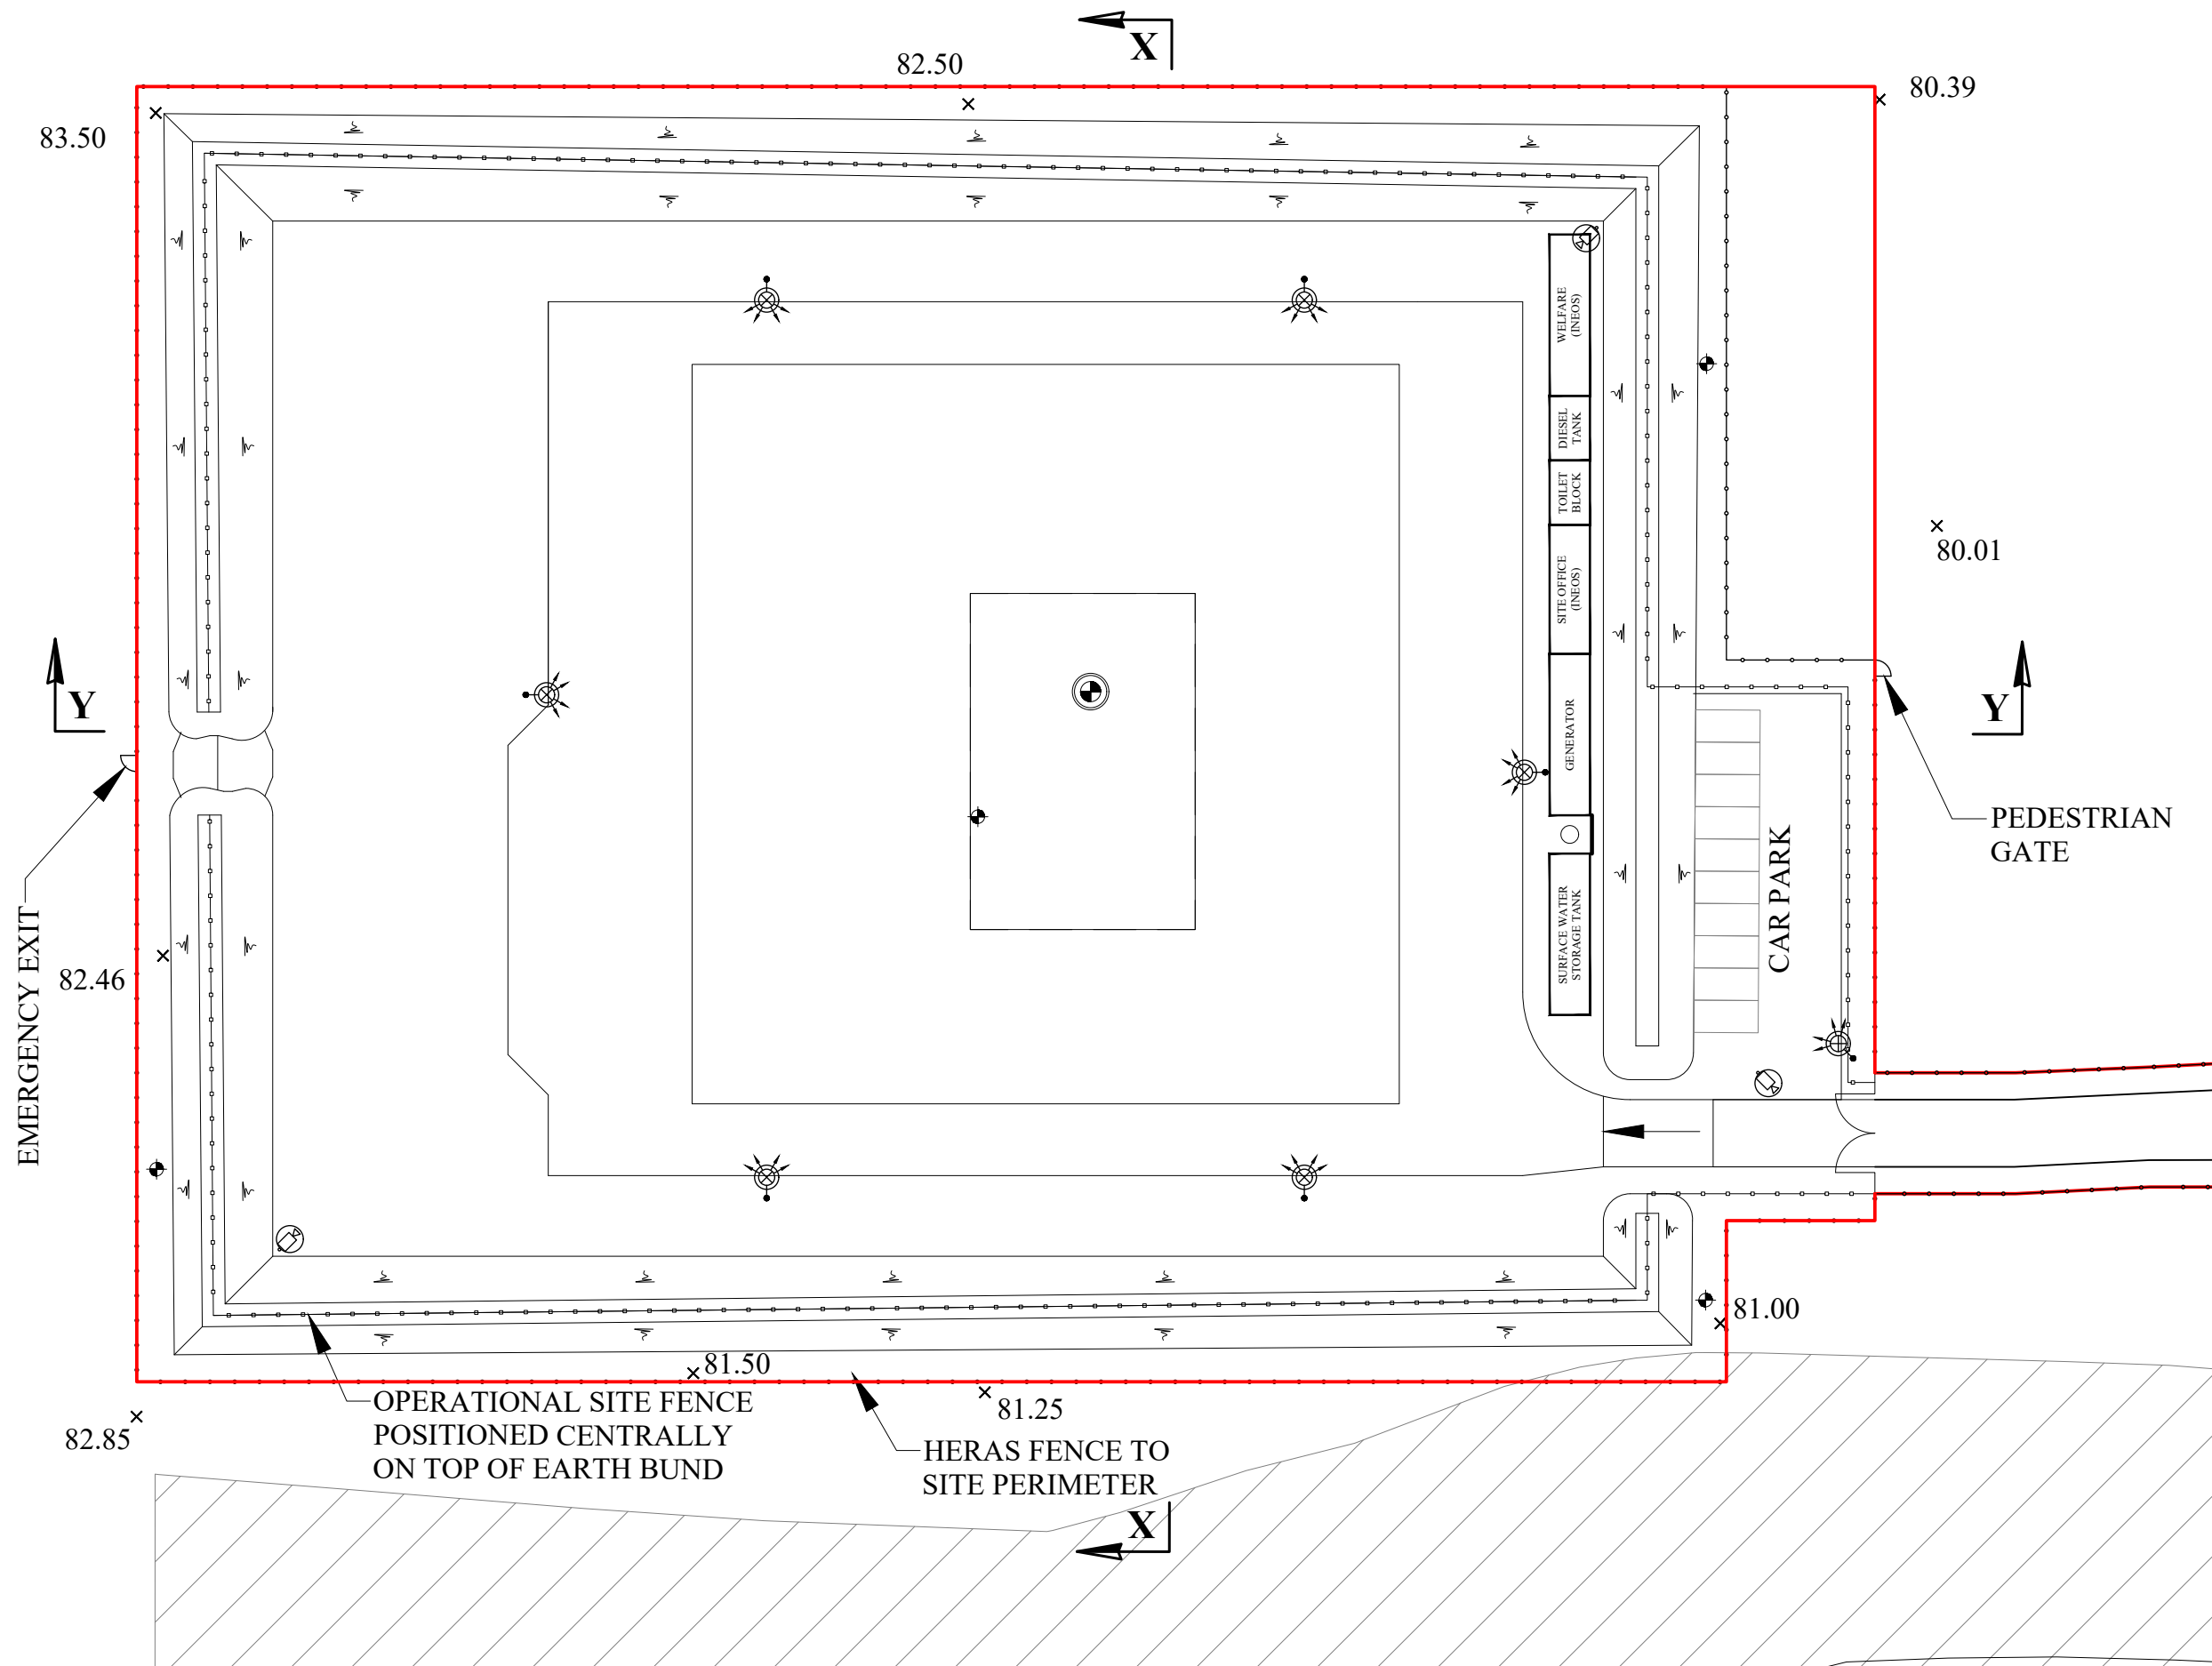 X
82.50
80.39
83.50
WELFARE
(INEOS)
DIESEL
TANK
TOILET
BLOCK
80.01
SITE OFFICE
(INEOS)
Y
Y
GENERATOR
PEDESTRIAN
GATE
CAR PARK
EMERGENCY EXIT
82.46
SURFACE WATER
STORAGE TANK
81.00
81.50
OPERATIONAL SITE FENCE
POSITIONED CENTRALLY
ON TOP OF EARTH BUND
81.25
82.85
HERAS FENCE TO
SITE PERIMETER
X